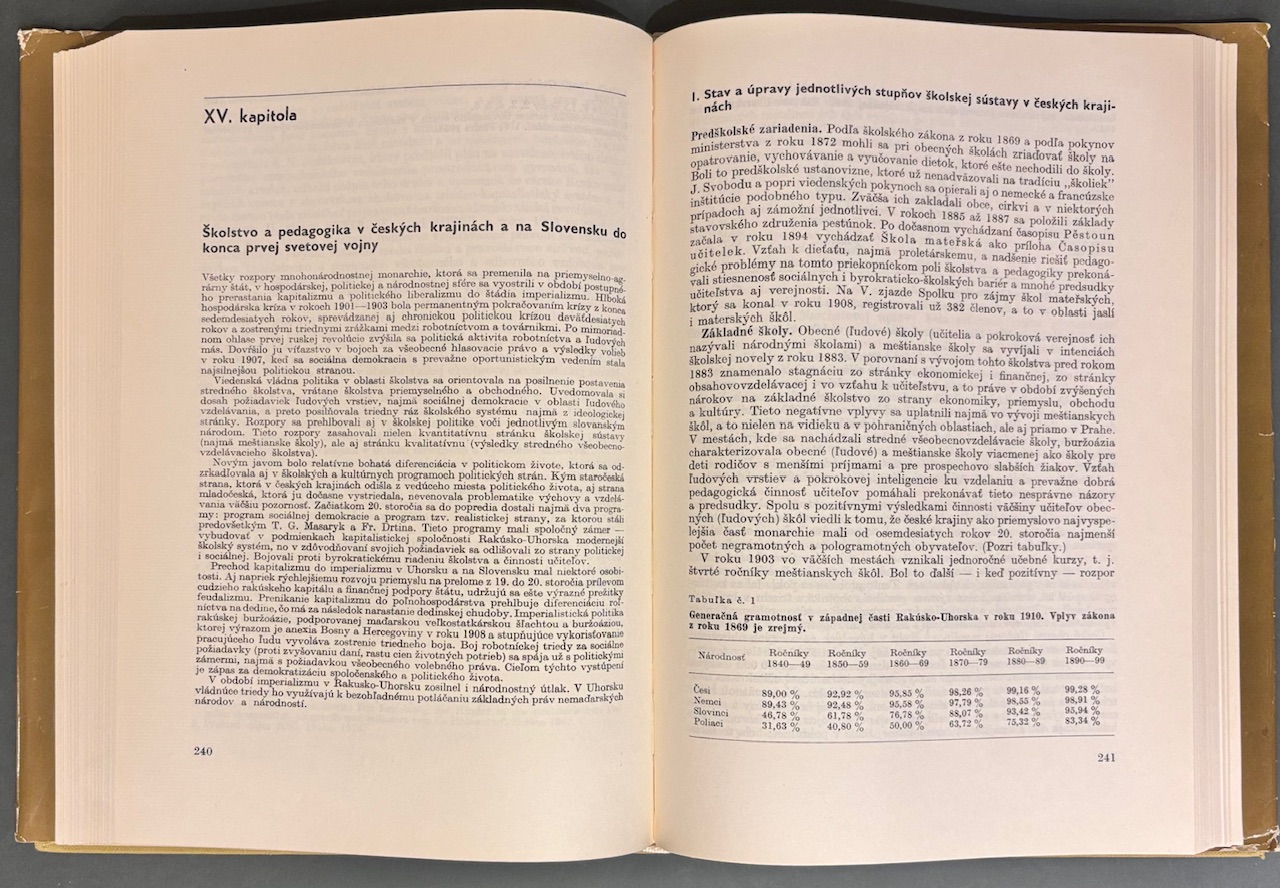 XV. kapitola
Školstvo a pedagogika v českých krajinách a na Slovensku do
konca prvej svetovej vojny
Všetky rozpory mnohonárodnostnej monarchie, ktorá sa premenila na priemyselno-ag-
rárny štát, v hospodárskej, politickej a národnostnej sfére sa vyostrili v období postupné-
ho prerastania kapitalizmu a politického liberalizmu do štádia imperializmu. Hlboká
hospodárska kríza v rokoch 1901—1903 bola permanentným pokračovaním krízy z konca
sedemdesiatych rokov, sprevádzanej aj chronickou politickou krízou deväťdesiatych
rokov a zostrenými triednymi zrážkami medzi robotníctvom a továrnikmi. Po mimoriad-
nom ohlase prvej ruskej revolúcie zvýšila sa politická aktivita robotníctva a ľudových
más. Dovŕšilo ju víťazstvo v bojoch za všeobecné hlasovacie právo a výsledky volieb
v roku 1907, keď sa sociálna demokracia s prevažne oportunistickým vedením stala
najsilnejšou politickou stranou.
Viedenská vládna politika v oblasti školstva sa orientovala na posilnenie postavenia
stredného školstva, vrátane školstva priemyselného a obchodného. Uvedomovala si
dosah požiadaviek ľudových vrstiev, najmä sociálnej demokracie v oblasti ľudového
vzdelávania, a preto posilňovala triedny ráz školského systému najmä z ideologickej
stránky. Rozpory sa prehlbovali aj v školskej politike voči jednotlivým slovanským
národom. Tieto rozpory zasahovali nielen kvantitatívnu stránku školskej sústavy
(najmä meštianske školy), ale aj stránku kvalitatívnu (výsledky stredného všeobecno-
vzdelávacieho školstva).
Novým javom bolo relatívne bohatá diferenciácia v politickom živote, ktorá sa od-
zrkadľovala aj v školských a kultúrnych programoch politických strán. Kým staročeská
strana, ktorá v českých krajinách odišla z vedúceho miesta politického života, aj strana
mladočeská, ktorá ju dočasne vystriedala, nevenovala problematike výchovy a vzdelá-
vania väčšiu pozornosť. Začiatkom 20. storočia sa do popredia dostali najmä dva progra-
my: program sociálnej demokracie a program tzv. realistickej strany, za ktorou stáli
predovšetkým T. G. Masaryk a Fr. Drtina. Tieto programy mali spoločný zámer —
vybudovať v podmienkach kapitalistickej spoločnosti Rakúsko-Uhorska modernejší
školský systém, no v zdôvodňovaní svojich požiadaviek sa odlišovali zo strany politickej
i sociálnej. Bojovali proti byrokratickému riadeniu školstva a činnosti učiteľov.
Prechod kapitalizmu do imperializmu v Uhorsku a na Slovensku mal niektoré osobi-
tosti. Aj napriek rýchlejšiemu rozvoju priemyslu na prelome z 19. do 20. storočia prílevom
cudzieho rakúskeho kapitálu a finančnej podpory štátu, udržujú sa ešte výrazné prežitky
feudalizmu. Prenikanie kapitalizmu do poľnohospodárstva prehlbuje diferenciáciu roľ-
níctva na dedine, čo má za následok narastanie dedinskej chudoby. Imperialistická politika
rakúskej buržoázie, podporovanej maďarskou veľkostatkárskou šľachtou a buržoáziou,
ktorej výrazom je anexia Bosny a Hercegoviny v roku 1908 a stupňujúce vykorisťovanie
pracujúceho ľudu vyvoláva zostrenie triedneho boja. Boj robotníckej triedy za sociálne
požiadavky (proti zvyšovaniu daní, rastu cien životných potrieb) sa spája už s politickými
zámermi, najmä s požiadavkou všeobecného volebného práva. Cieľom týchto vystúpení
je zápas za demokratizáciu spoločenského a politického života.
V období imperializmu v Rakusko-Uhorsku zosilnel i národnostný útlak. V Uhorsku
vládnúce triedy ho využívajú k bezohľadnému potláčaniu základných práv nemaďarských
národov a národností.
240
I. Stav a úpravy jednotlivých stupňov školskej sústavy v českých kraji-
nách
Predškolské zariadenia. Podľa školského zákona z roku 1869 a podľa pokynov
ministerstva z roku 1872 mohli sa pri obecných školách zriaďovať školy na
opatrovanie, vychovávanie a vyučovanie dietok, ktoré ešte nechodili do školy.
Boli to predškolské ustanovizne, ktoré už nenadväzovali na tradíciu „školiek"
J. Svobodu a popri viedenských pokynoch sa opierali aj o nemecké a francúzske
inštitúcie podobného typu. Zväčša ich zakladali obce, cirkvi a v niektorých
prípadoch aj zámožní jednotlivci. V rokoch 1885 až 1887 sa položili základy
stavovského združenia pestúnok. Po dočasnom vychádzaní časopisu Pěstoun
začala v roku 1894 vychádzať Škola mateřská ako príloha Časopisu
učitelek. Vzťah k dieťaťu, najmä proletárskemu, a nadšenie riešiť pedago-
gické problémy na tomto priekopníckom poli školstva a pedagogiky prekoná-
vali stiesnenosť sociálnych i byrokraticko-školských bariér a mnohé predsudky
učiteľstva aj verejnosti. Na V. zjazde Spolku pro zájmy škol mateřských,
ktorý sa konal v roku 1908, registrovali už 382 členov, a to v oblasti jaslí
i materských škôl.
Základné školy. Obecné (ľudové) školy (učitelia a pokroková verejnosť ich
nazývali národnými školami) a meštianske školy sa vyvíjali v intenciách
školskej novely z roku 1883. V porovnaní s vývojom tohto školstva pred rokom
1883 znamenalo stagnáciu zo stránky ekonomickej i finančnej, zo stránky
obsahovovzdelávacej i vo vzťahu k učiteľstvu, a to práve v období zvýšených
nárokov na základné školstvo zo strany ekonomiky, priemyslu, obchodu
a kultúry. Tieto negatívne vplyvy sa uplatnili najmä vo vývoji meštianskych
škôl, a to nielen na vidieku a v pohraničných oblastiach, ale aj priamo v Prahe.
V mestách, kde sa nachádzali stredné všeobecnovzdelávacie školy, buržoázia
charakterizovala obecné (ľudové) a meštianske školy viacmenej ako školy pre
deti rodičov s menšími príjmami a pre prospechovo slabších žiakov. Vzťah
ľudových vrstiev a pokrokovej inteligencie ku vzdelaniu a prevažne dobrá
pedagogická činnosť učiteľov pomáhali prekonávať tieto nesprávne názory
a predsudky. Spolu s pozitívnymi výsledkami činnosti väčšiny učiteľov obec-
ných (ľudových) škôl viedli k tomu, že české krajiny ako priemyslovo najvyspe-
lejšia časť monarchie mali od osemdesiatych rokov 20. storočia najmenší
počet negramotných a pologramotných obyvateľov. (Pozri tabuľky.)
V roku 1903 vo väčších mestách vznikali jednoročné učebné kurzy, t. j.
štvrté ročníky meštianskych škôl. Bol to ďalší — i keď pozitívny — rozpor
Tabuľka č. 1
Generačná gramotnosť v západnej časti Rakúsko-Uhorska v roku 1910. Vplyv zákona
z roku 1869 je zrejmý.
Národnosť Ročníky 1840—49 Ročníky 1850—59 Ročníky 1860—69 Ročníky 1870—79 Ročníky 1880—89 Ročníky 1890—99
Česi 89,00 % 92,92 % 95,85 % 98,26 % 99,16 % 99,28 %
Nemci 89,43 % 92,48 % 95,58 % 97,79 % 98,55 % 98,91 %
Slovinci 46,78 % 61,78 % 76,78 % 88,07 % 93,42 % 95,94 %
Poliaci 31,63 % 40,80 % 50,00 % 63,72 % 75,32 % 83,34 %
241